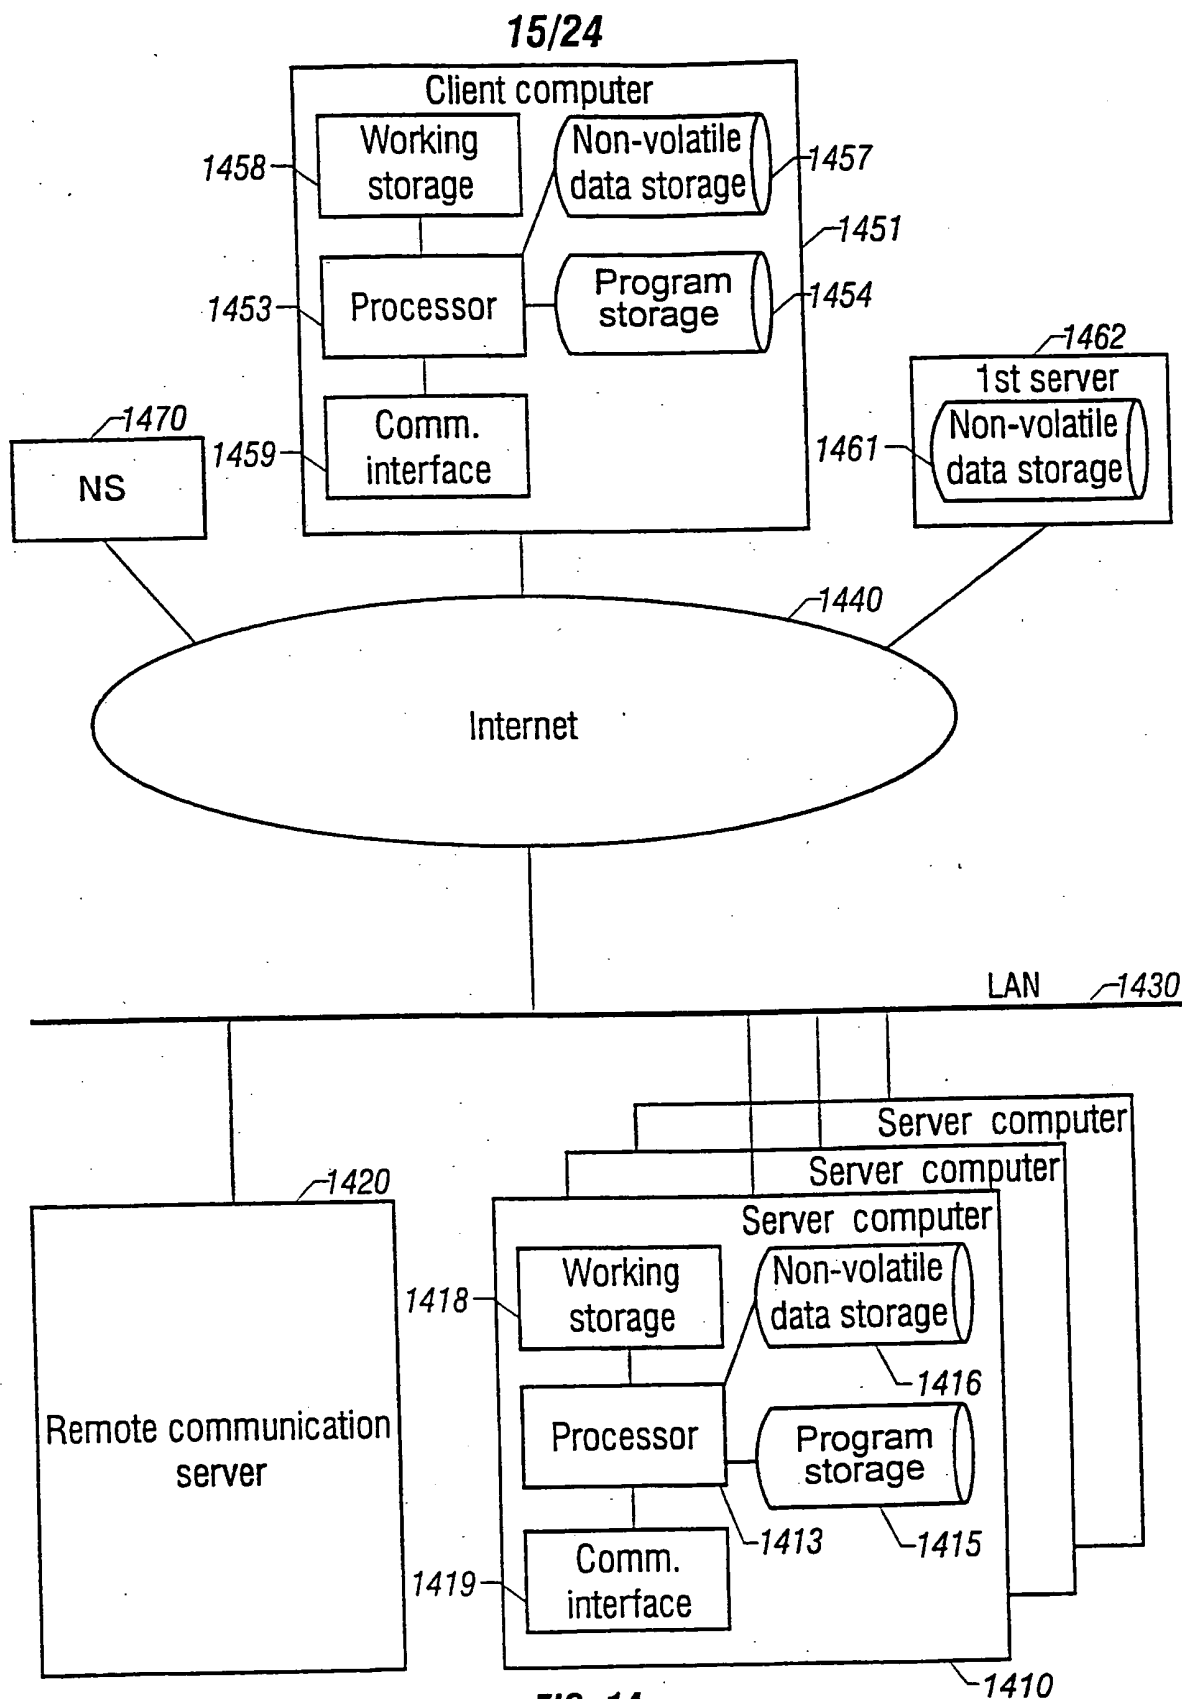 15/24
Client computer
Working
storage
1458
Non-volatile
data storage
1457
1451
Processor
1453
Program
storage
1454
Comm.
interface
1459
1462
1st server
Non-volatile
data storage
1461
1470
NS
1440
Internet
LAN
1430
Server computer
Server computer
Server computer
1420
Remote communication
server
Working
storage
1418
Non-volatile
data storage
1416
Processor
1413
Program
storage
1415
Comm.
interface
1419
1410
FIG. 14